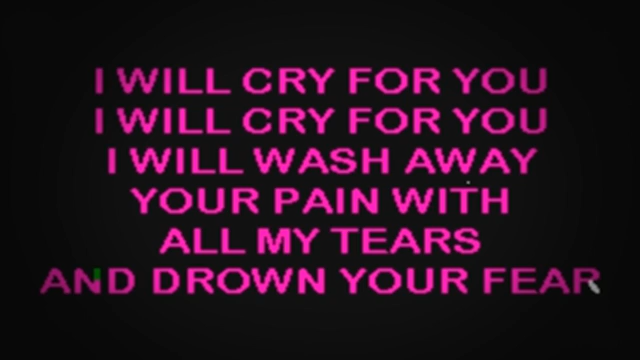 I WILL CRY FOR YOU
I WILL CRY FOR YOU
I WILL WASH AWAY
YOUR PAIN WITH
ALL MY TEARS
AND DROWN YOUR FEAR